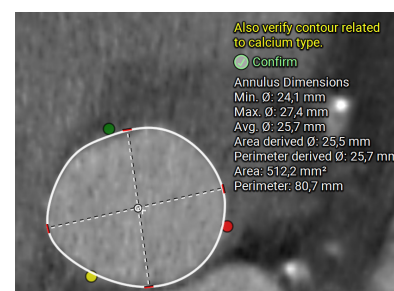 Also verify contour related
to calcium type.
Confirm
Annulus Dimensions
Min. Ø: 24,1 mm
Max. Ø: 27,4 mm
Avg. Ø: 25,7 mm
Area derived Ø: 25,5 mm
Perimeter derived Ø: 25,7 mm
Area: 512,2 mm²
Perimeter: 80,7 mm